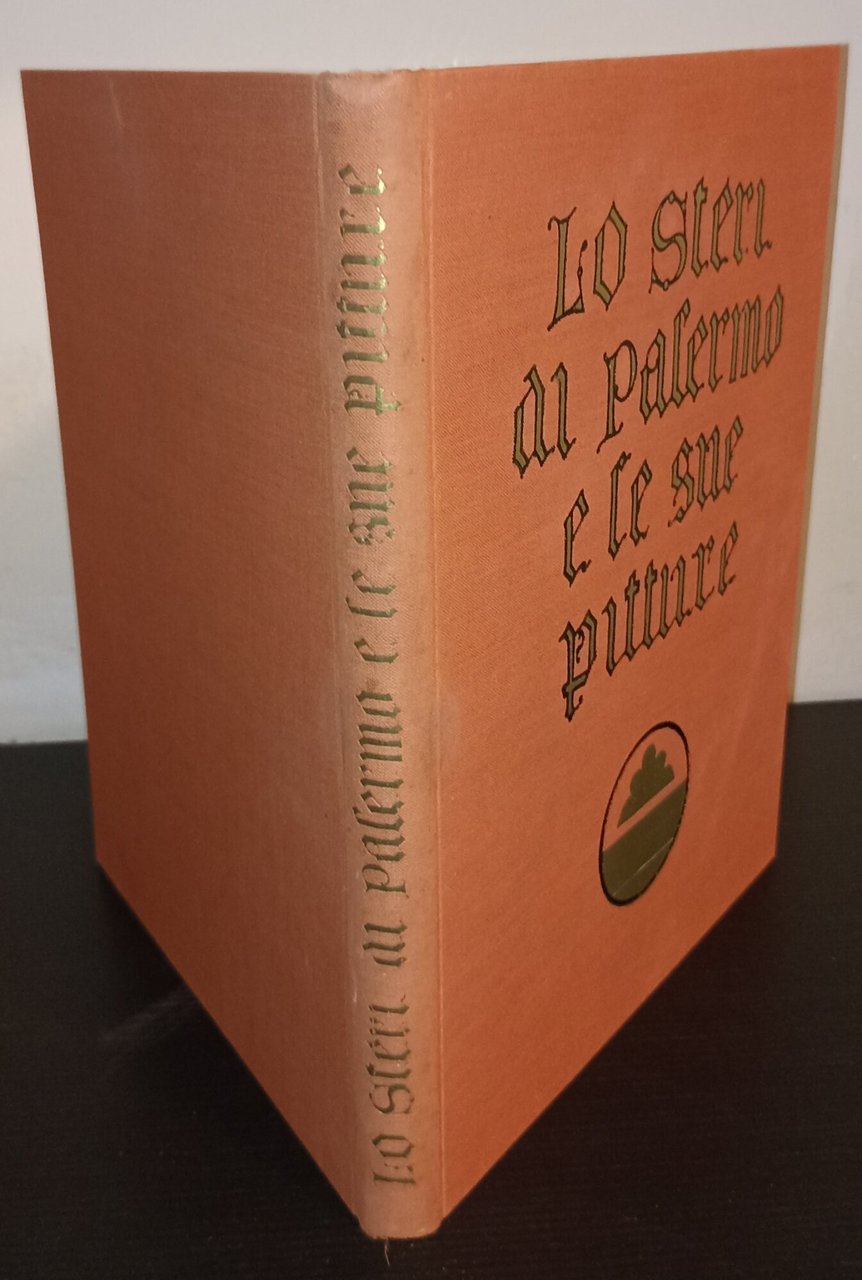 Lo Steri
di Palermo
e le sue
pitture
Lo Steri di Palermo e le sue pitture